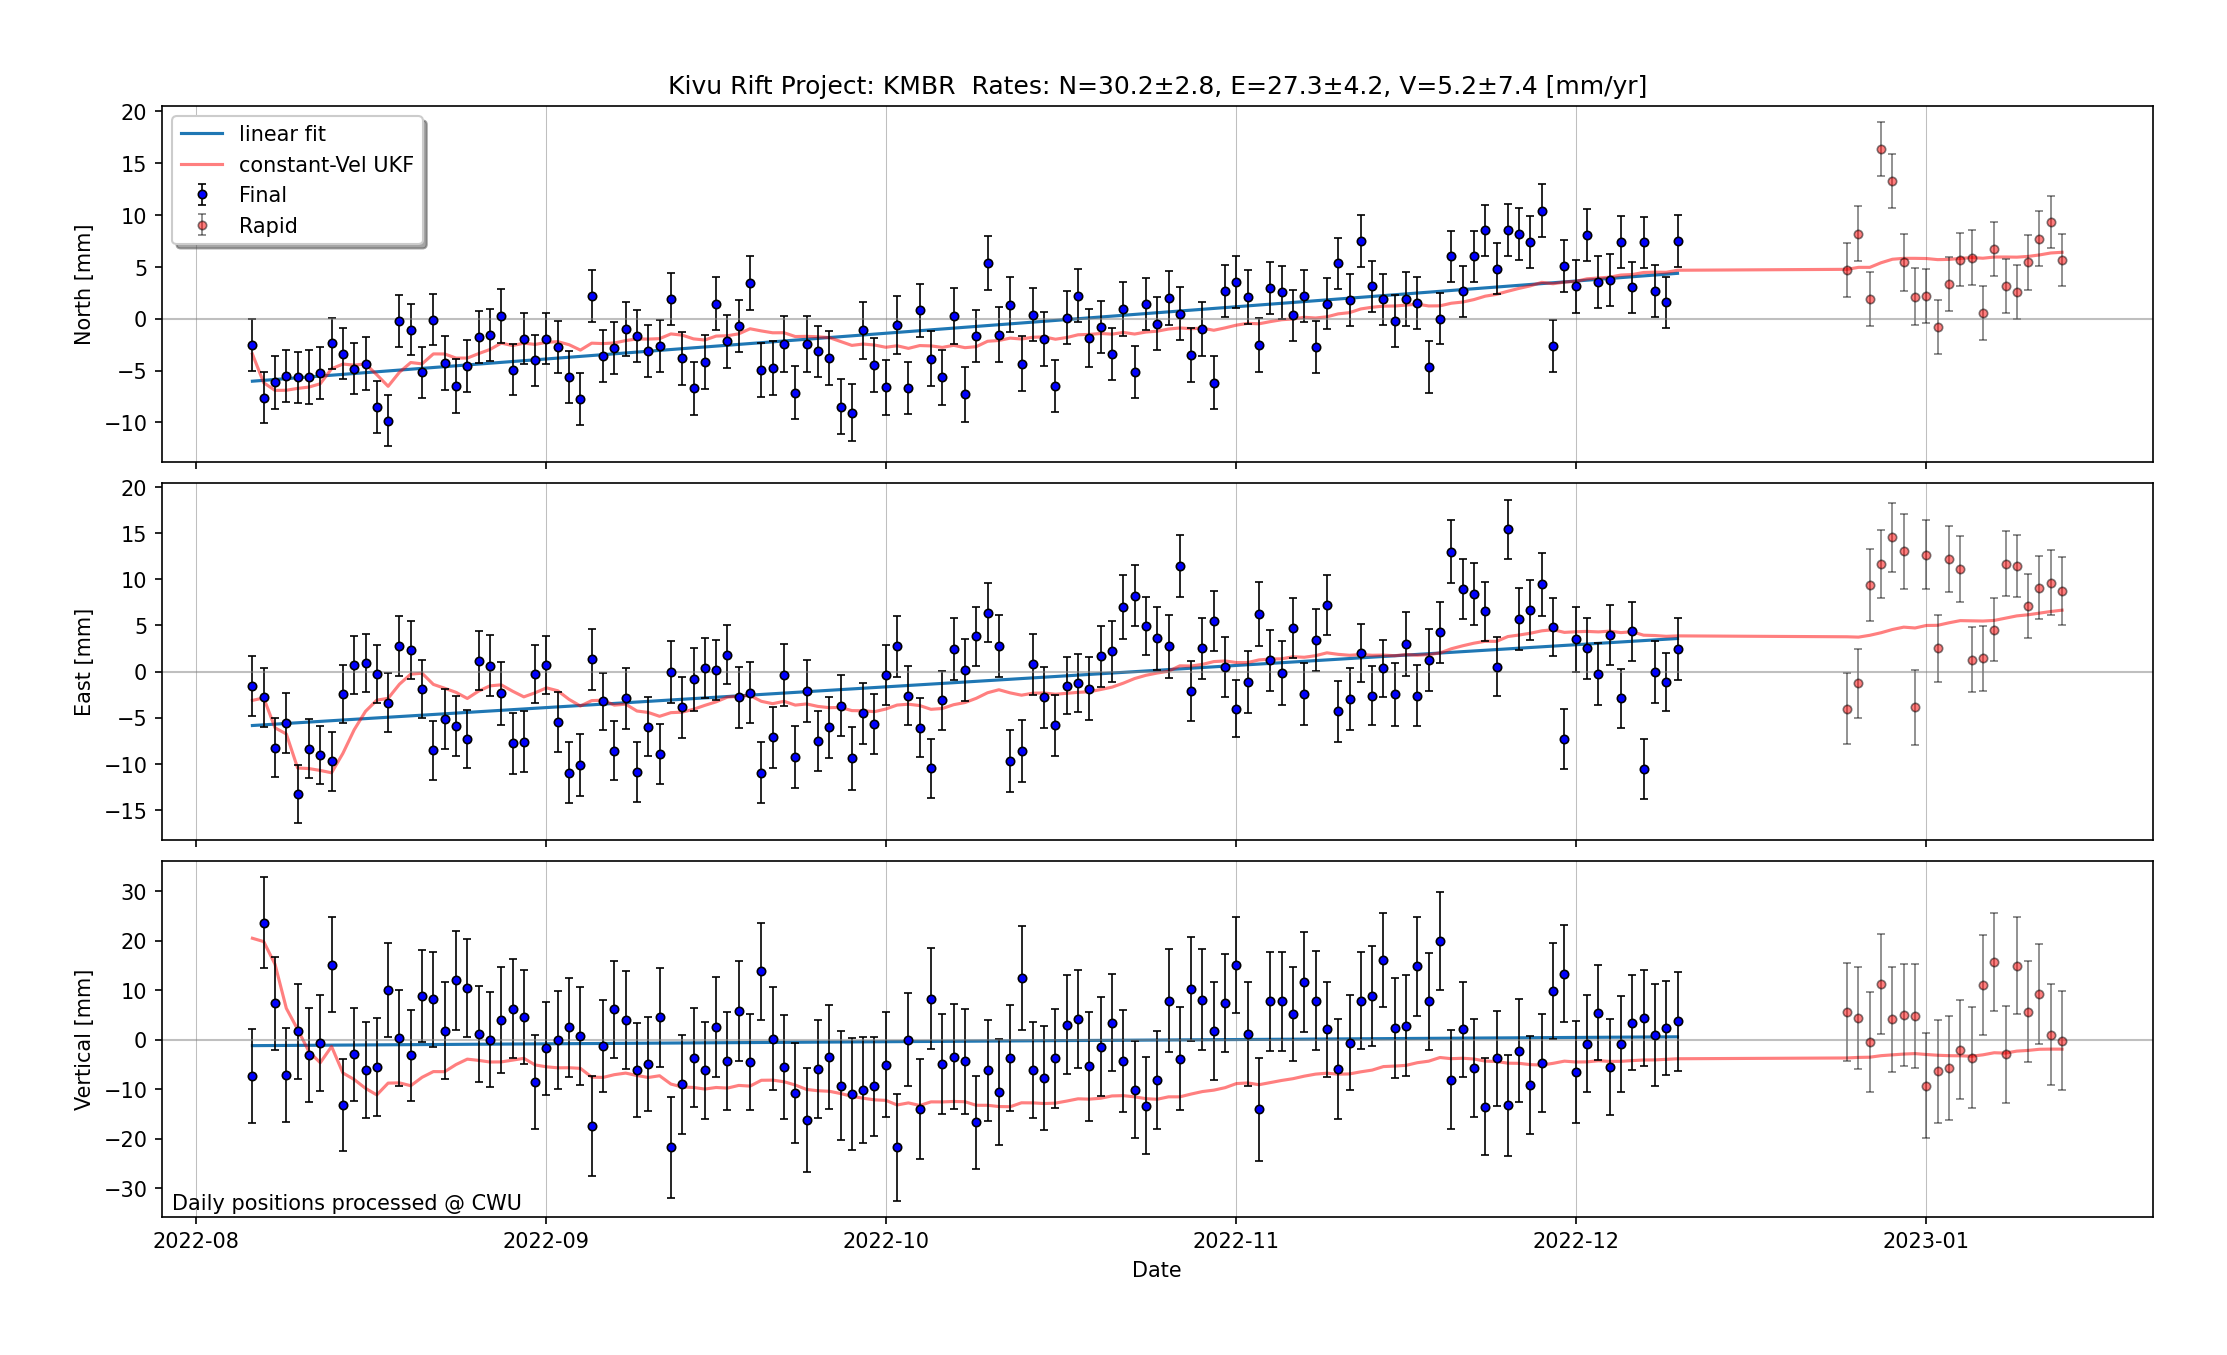 Kivu Rift Project: KMBR  Rates: N=30.2±2.8, E=27.3±4.2, V=5.2±7.4 [mm/yr]
linear fit
constant-Vel UKF
Final
Rapid
North [mm]
20
15
10
5
0
−5
−10
East [mm]
20
15
10
5
0
−5
−10
−15
Vertical [mm]
30
20
10
0
−10
−20
−30
Daily positions processed @ CWU
2022-08 2022-09 2022-10 2022-11 2022-12 2023-01
Date